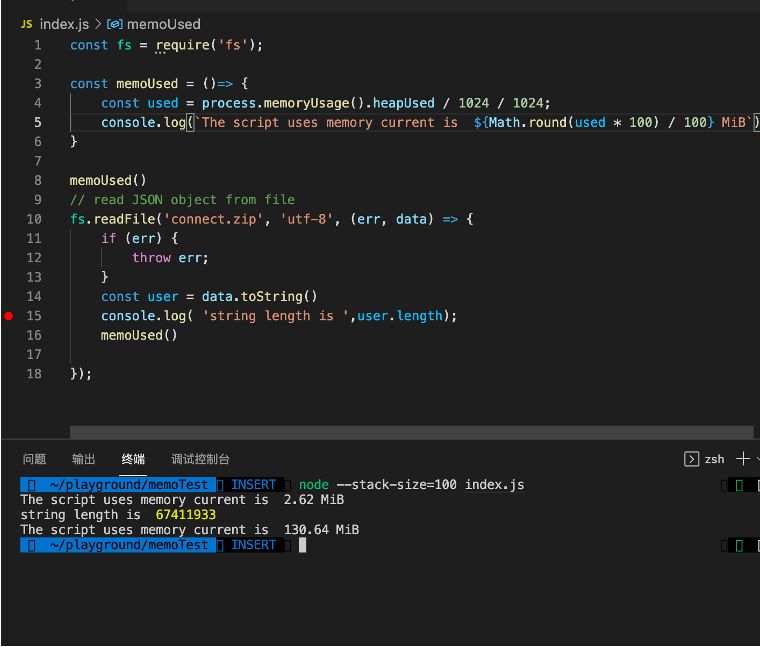 JS index.js > memoUsed
1 const fs = require('fs');
2
3 const memoUsed = ()=> {
4 const used = process.memoryUsage().heapUsed / 1024 / 1024;
5 console.log(`The script uses memory current is  ${Math.round(used * 100) / 100} MiB`)
6 }
7
8 memoUsed()
9 // read JSON object from file
10 fs.readFile('connect.zip', 'utf-8', (err, data) => {
11 if (err) {
12 throw err;
13 }
14 const user = data.toString()
15 console.log( 'string length is ',user.length);
16 memoUsed()
17
18 });
问题 输出 终端 调试控制台 zsh
~/playground/memoTest INSERT node --stack-size=100 index.js
The script uses memory current is  2.62 MiB
string length is  67411933
The script uses memory current is  130.64 MiB
~/playground/memoTest INSERT